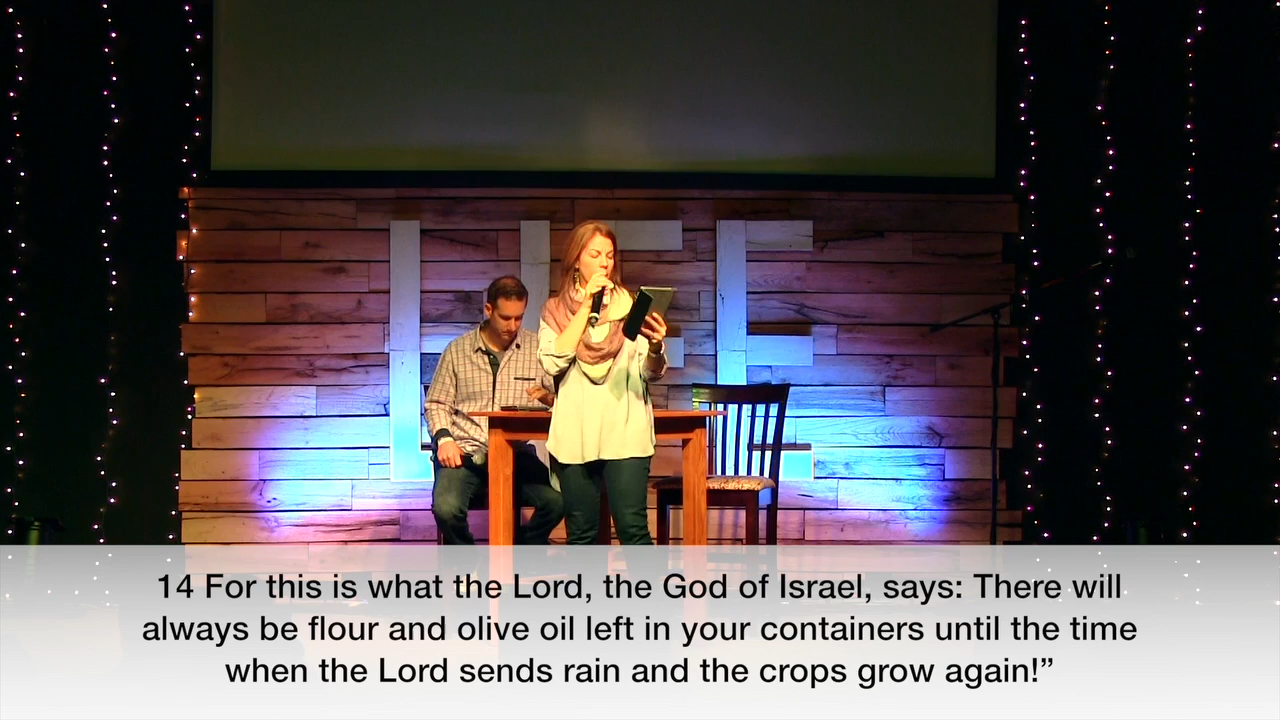 LIFE
14 For this is what the Lord, the God of Israel, says: There will
always be flour and olive oil left in your containers until the time
when the Lord sends rain and the crops grow again!”